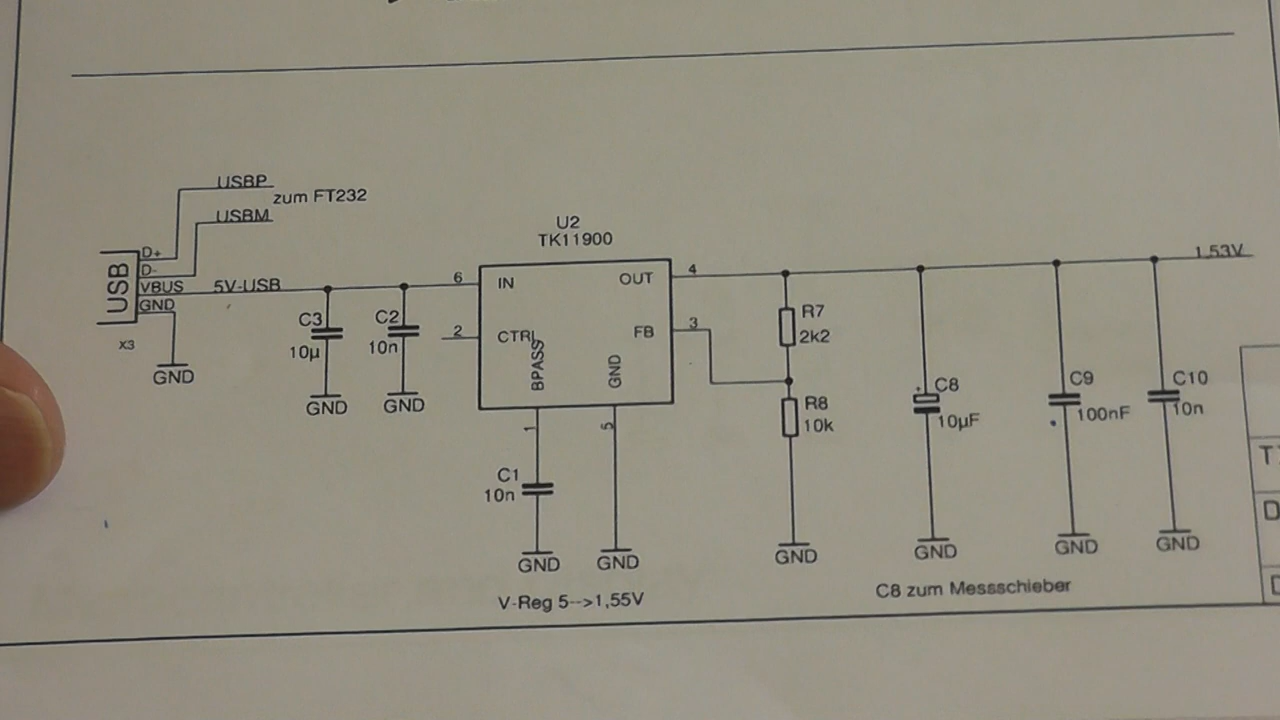 USBP
zum FT232
USBM
U2
TK11900
D+
D-
VBUS
GND
USB
X3
5V-USB
GND
C3
10µ
GND
C2
10n
GND
6
2
IN
CTRL
BPASS
GND
OUT
FB
4
3
1
5
C1
10n
GND
GND
R7
2k2
R8
10k
GND
C8
10µF
GND
C9
100nF
GND
C10
10n
GND
1,53V
V-Reg 5-->1,55V
C8 zum Messschieber